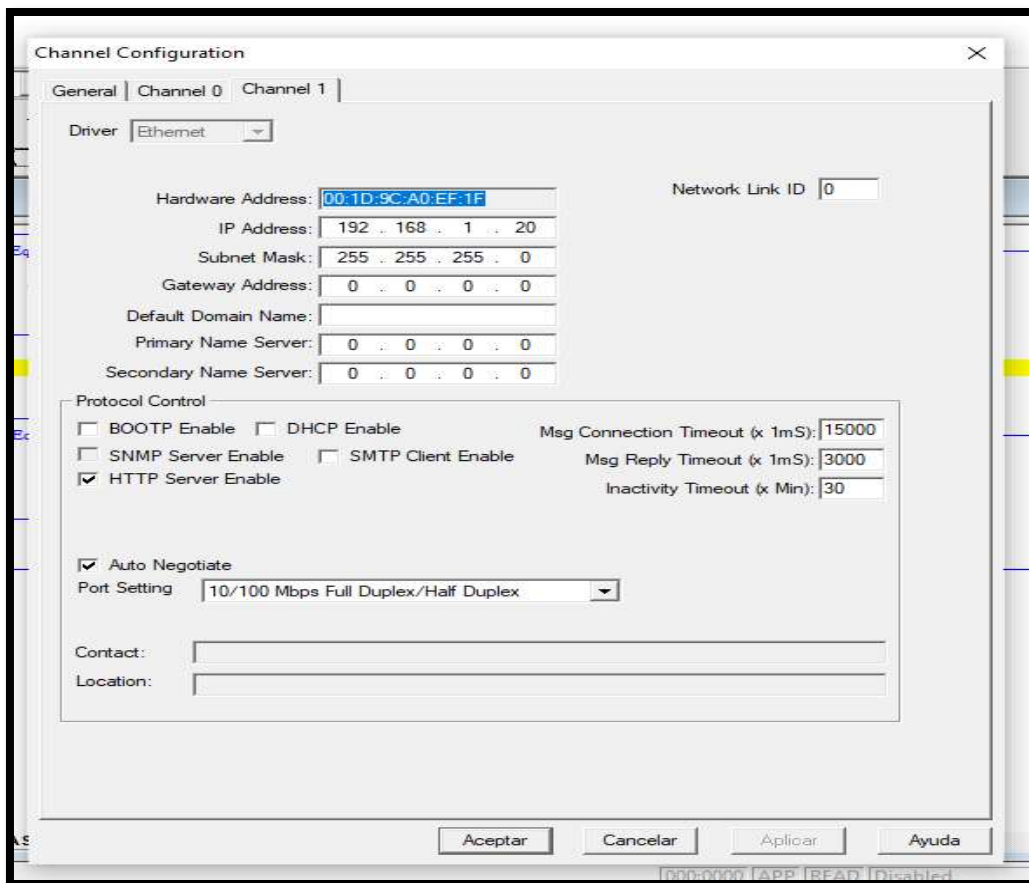 Channel Configuration
General Channel 0 Channel 1
Driver Ethernet
Hardware Address: 00:1D:9C:A0:EF:1F Network Link ID 0
IP Address: 192 . 168 . 1 . 20
Subnet Mask: 255 . 255 . 255 . 0
Gateway Address: 0 . 0 . 0 . 0
Default Domain Name:
Primary Name Server: 0 . 0 . 0 . 0
Secondary Name Server: 0 . 0 . 0 . 0
Protocol Control
BOOTP Enable DHCP Enable Msg Connection Timeout (x 1mS): 15000
SNMP Server Enable SMTP Client Enable Msg Reply Timeout (x 1mS): 3000
HTTP Server Enable Inactivity Timeout (x Min): 30
Auto Negotiate
Port Setting 10/100 Mbps Full Duplex/Half Duplex
Contact:
Location:
Aceptar Cancelar Aplicar Ayuda
000:0000 APP READ Disabled